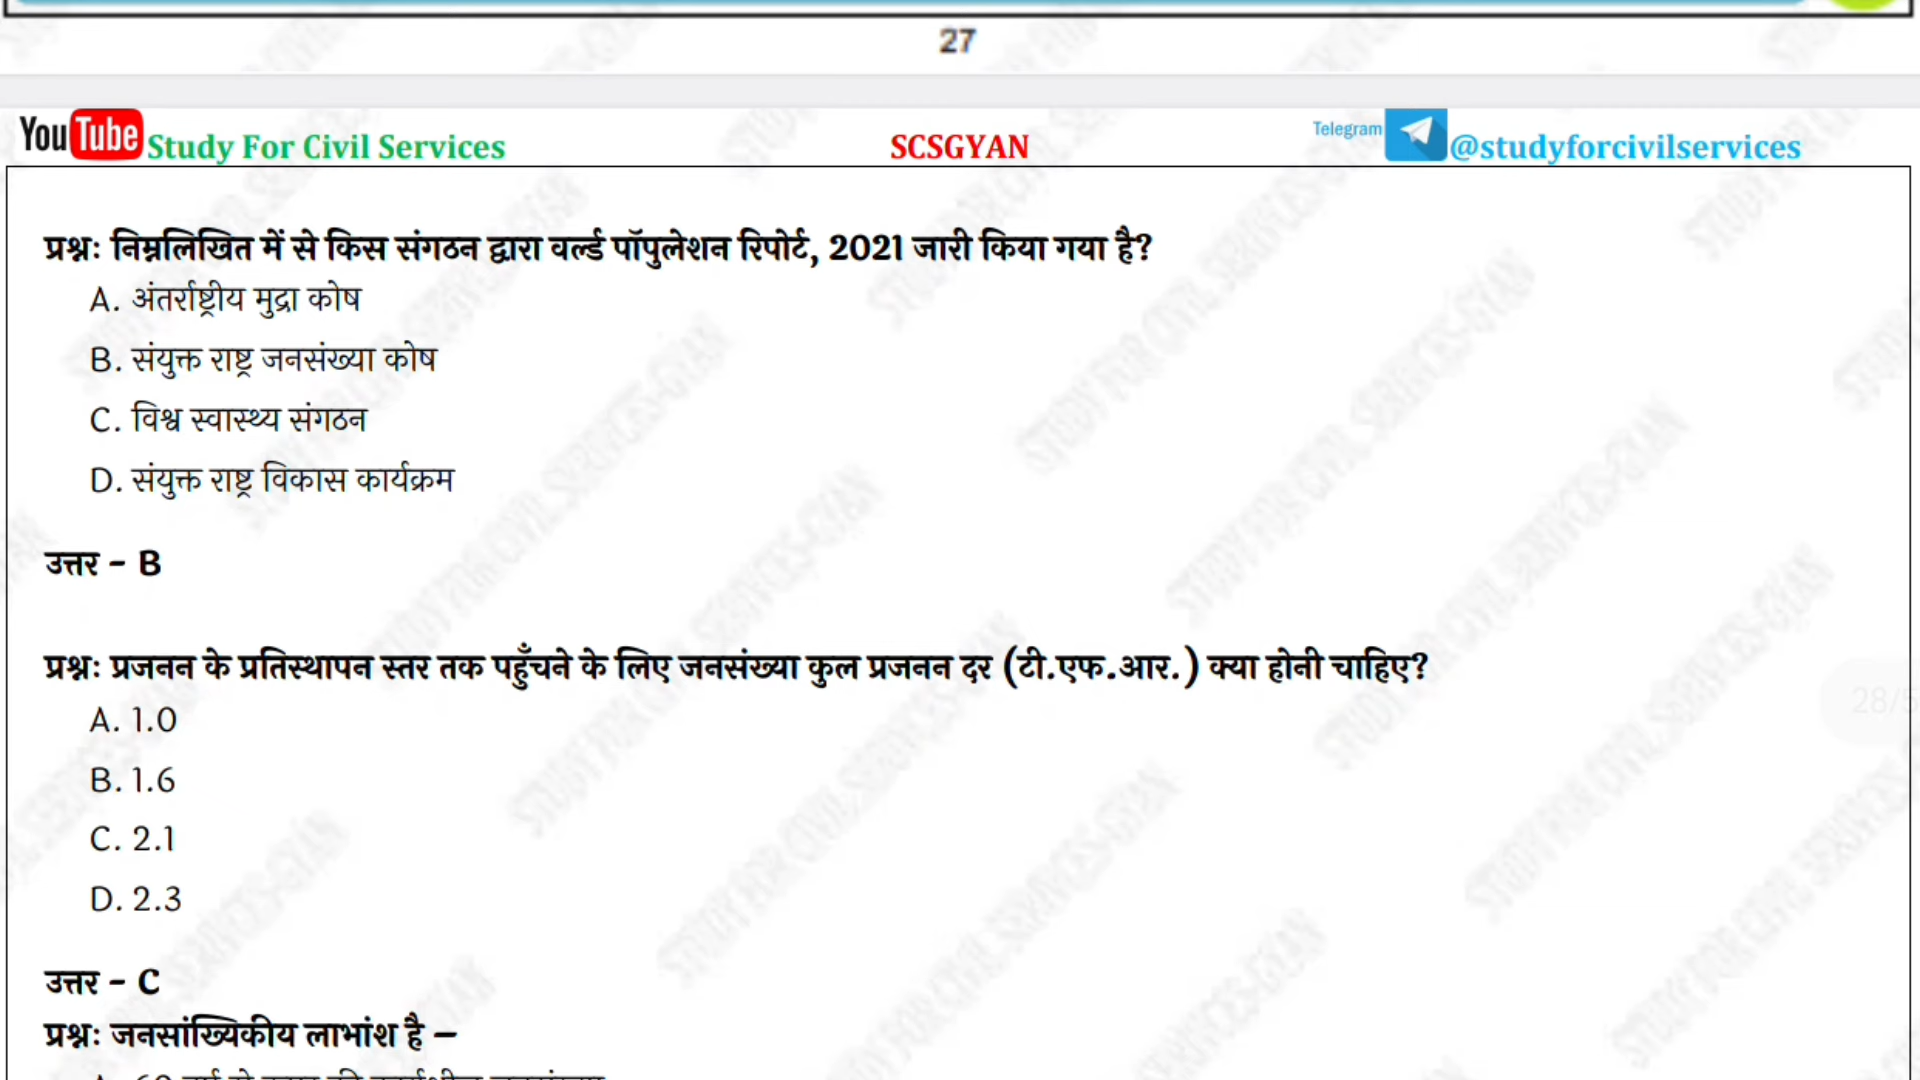 27
YouTube Study For Civil Services SCSGYAN Telegram @studyforcivilservices
प्रश्नः निम्नलिखित में से किस संगठन द्वारा वर्ल्ड पॉपुलेशन रिपोर्ट, 2021 जारी किया गया है?
A. अंतर्राष्ट्रीय मुद्रा कोष
B. संयुक्त राष्ट्र जनसंख्या कोष
C. विश्व स्वास्थ्य संगठन
D. संयुक्त राष्ट्र विकास कार्यक्रम
उत्तर – B
प्रश्नः प्रजनन के प्रतिस्थापन स्तर तक पहुँचने के लिए जनसंख्या कुल प्रजनन दर (टी.एफ.आर.) क्या होनी चाहिए?
A. 1.0
28/5
B. 1.6
C. 2.1
D. 2.3
उत्तर – C
प्रश्नः जनसांख्यिकीय लाभांश है –